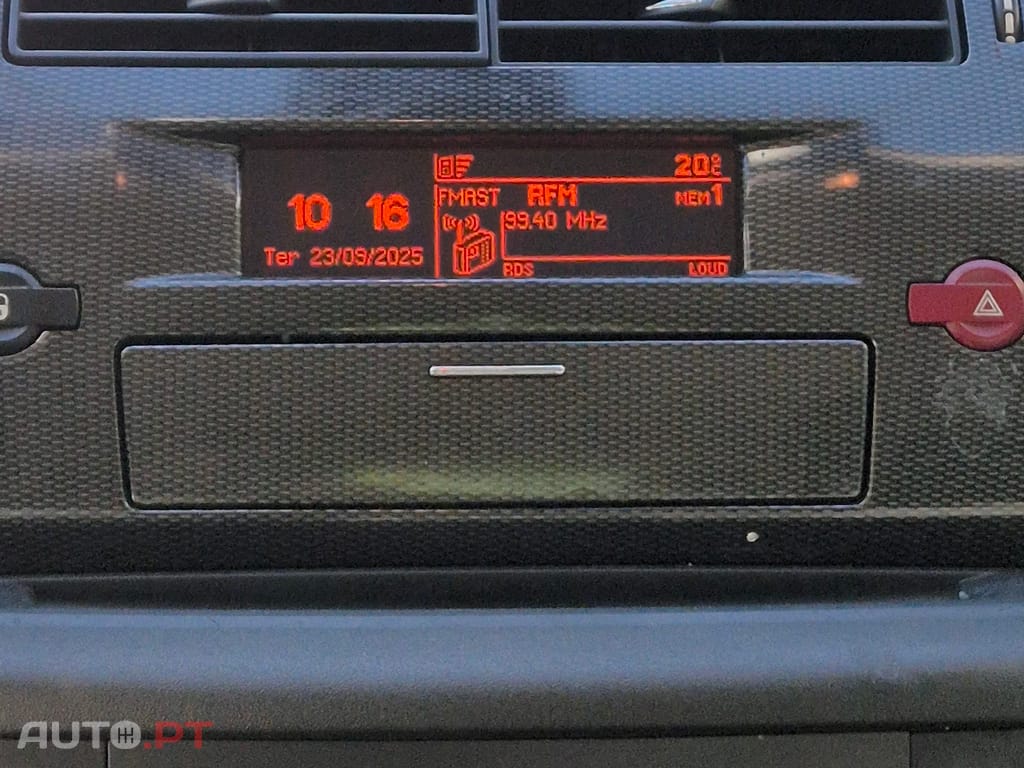 20°C
FMAST RFM MEM1
10 16
99.40 MHz
Ter 23/09/2025
RDS LOUD
AUTO.PT